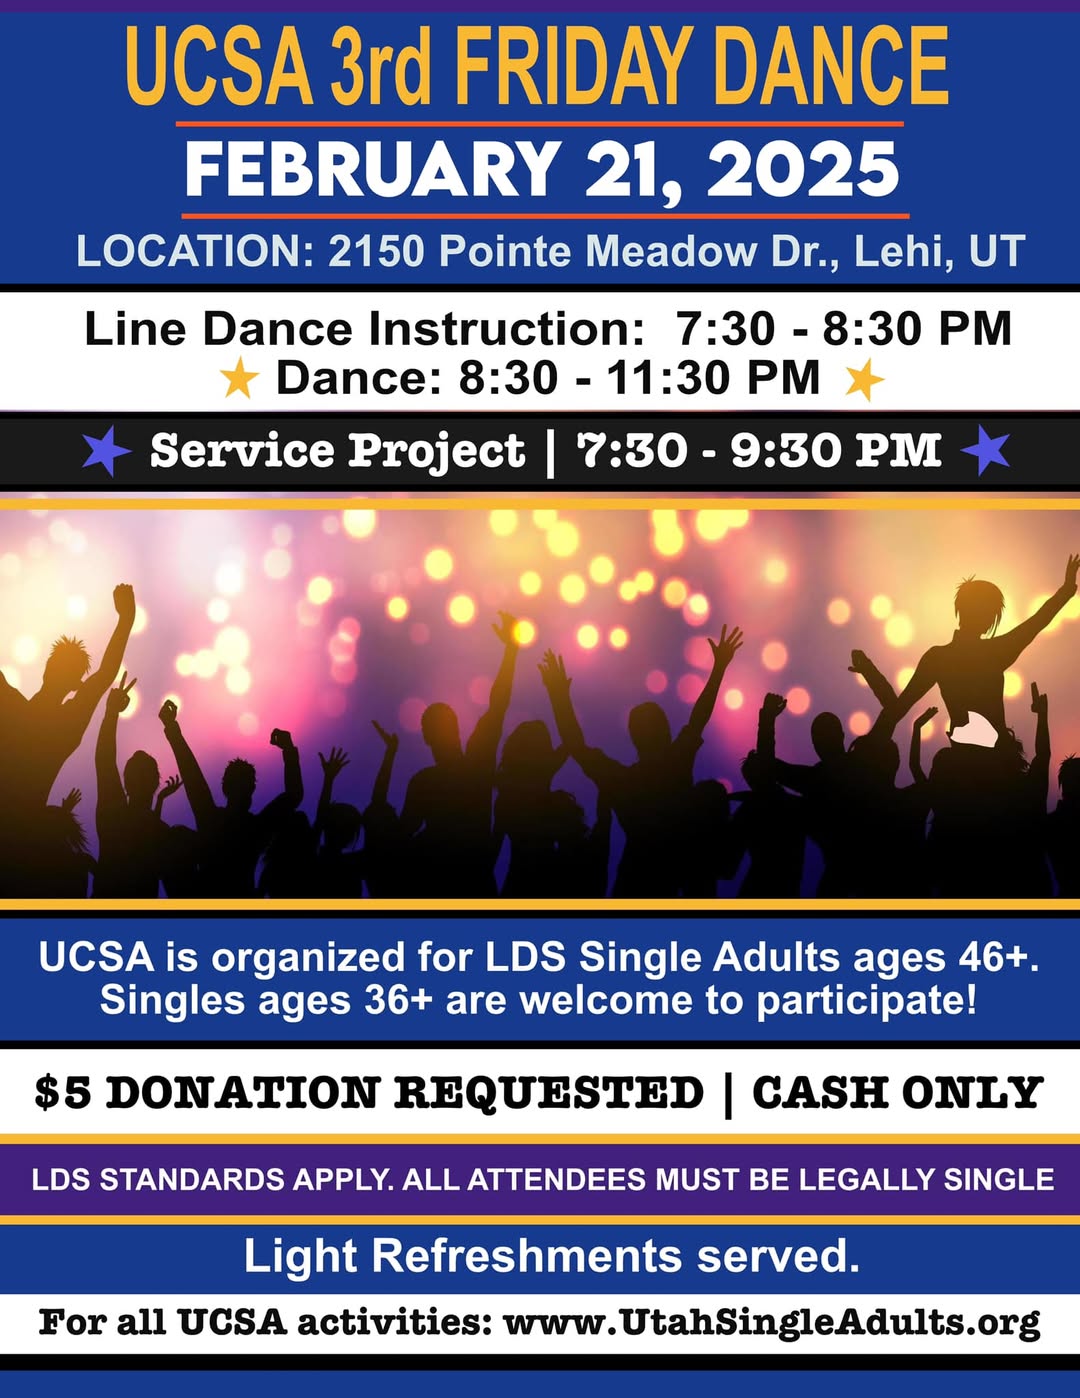 UCSA 3rd FRIDAY DANCE
FEBRUARY 21, 2025
LOCATION: 2150 Pointe Meadow Dr., Lehi, UT
Line Dance Instruction: 7:30 - 8:30 PM
Dance: 8:30 - 11:30 PM
Service Project | 7:30 - 9:30 PM
UCSA is organized for LDS Single Adults ages 46+.
Singles ages 36+ are welcome to participate!
$5 DONATION REQUESTED | CASH ONLY
LDS STANDARDS APPLY. ALL ATTENDEES MUST BE LEGALLY SINGLE
Light Refreshments served.
For all UCSA activities: www.UtahSingleAdults.org